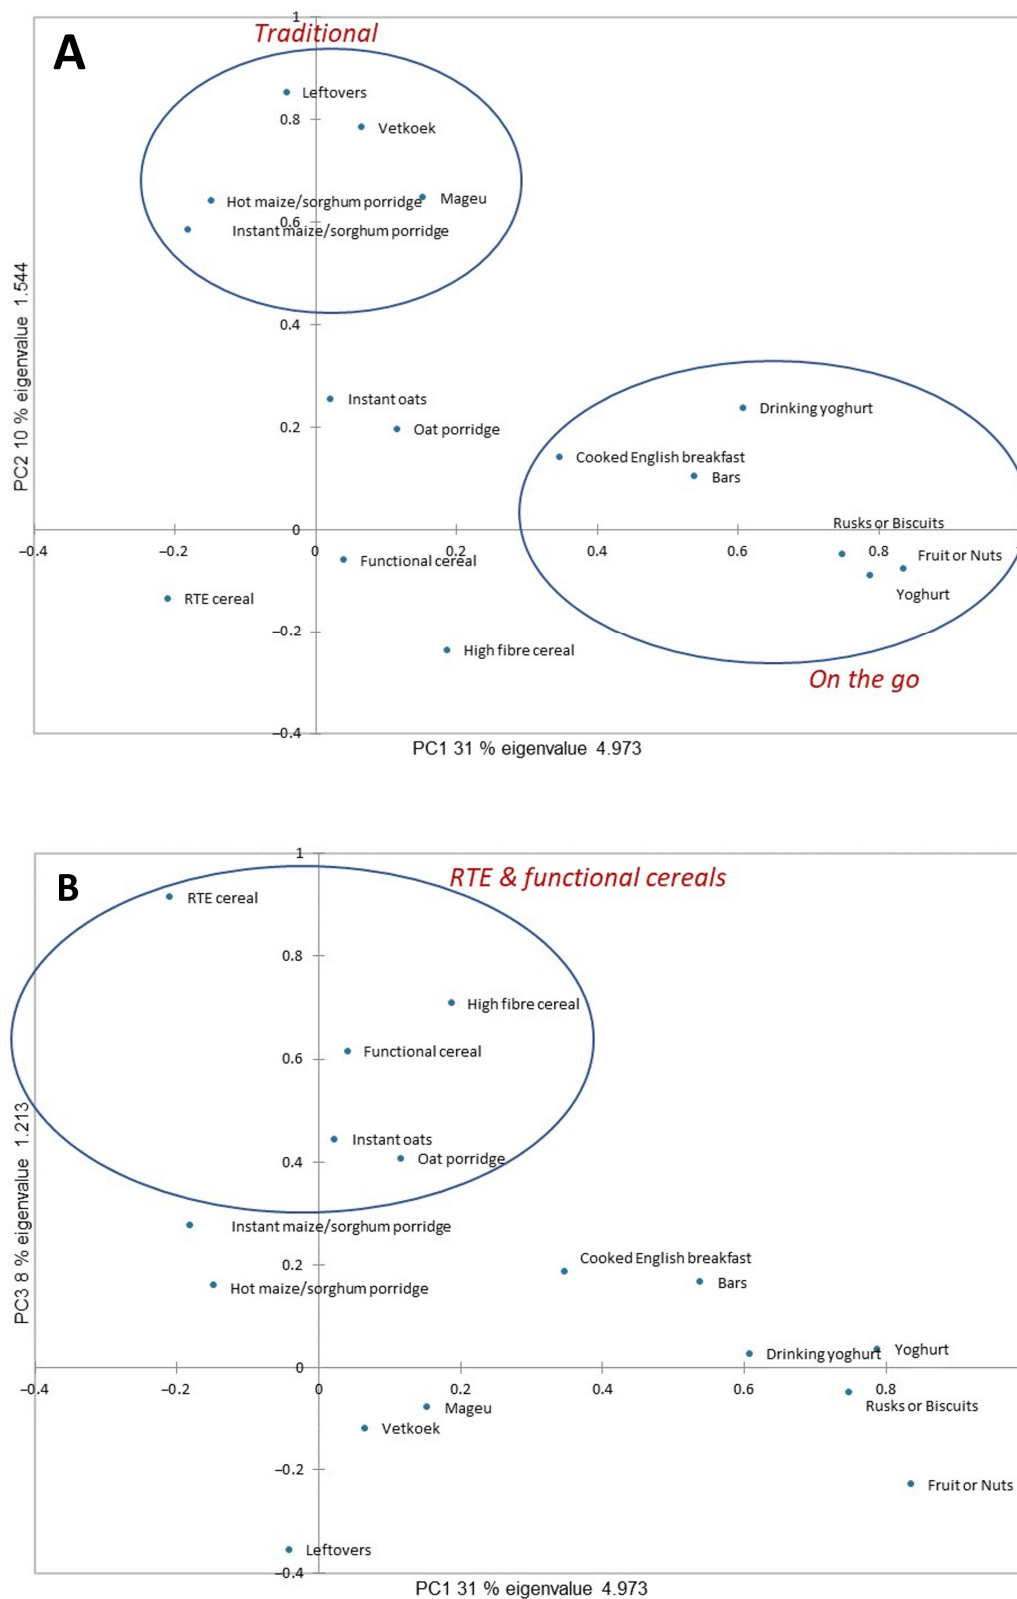 1
Traditional
A
Leftovers
0.8
Vetkoek
Hot maize/sorghum porridge
Mageu
0.6
Instant maize/sorghum porridge
PC2 10 % eigenvalue 1.544
0.4
Instant oats
0.2
Oat porridge
Drinking yoghurt
Cooked English breakfast
Bars
0
Rusks or Biscuits
−0.4
−0.2
0
0.2
0.4
0.6
0.8
Fruit or Nuts
Functional cereal
Yoghurt
RTE cereal
−0.2
High fibre cereal
On the go
−0.4
PC1 31 % eigenvalue 4.973
1
RTE & functional cereals
B
RTE cereal
0.8
High fibre cereal
Functional cereal
0.6
PC3 8 % eigenvalue 1.213
Instant oats
0.4
Oat porridge
Instant maize/sorghum porridge
0.2
Cooked English breakfast
Hot maize/sorghum porridge
Bars
Drinking yoghurt
Yoghurt
0
−0.4
−0.2
0
0.2
0.4
0.6
0.8
Mageu
Rusks or Biscuits
Vetkoek
−0.2
Fruit or Nuts
Leftovers
−0.4
PC1 31 % eigenvalue 4.973